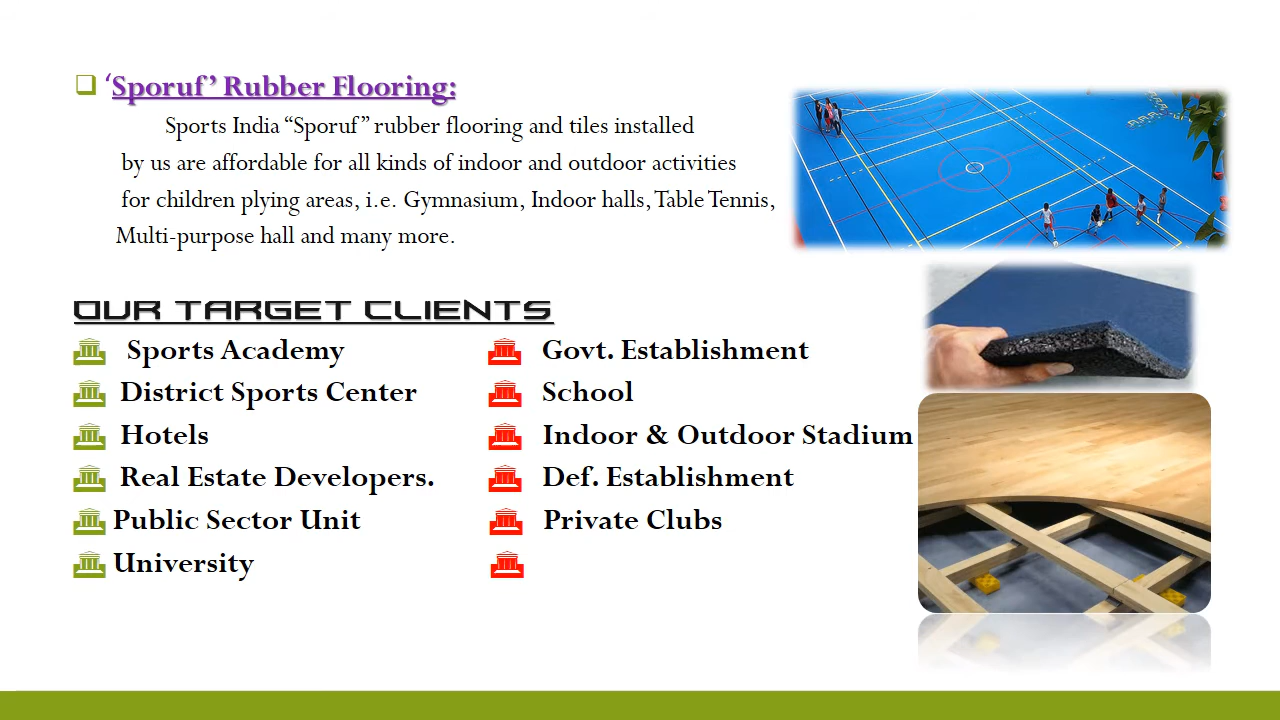 ‘Sporuf’ Rubber Flooring:
Sports India “Sporuf” rubber flooring and tiles installed
by us are affordable for all kinds of indoor and outdoor activities
for children plying areas, i.e. Gymnasium, Indoor halls, Table Tennis,
Multi-purpose hall and many more.
OUR TARGET CLIENTS
Sports Academy
District Sports Center
Hotels
Real Estate Developers.
Public Sector Unit
University
Govt. Establishment
School
Indoor & Outdoor Stadium
Def. Establishment
Private Clubs